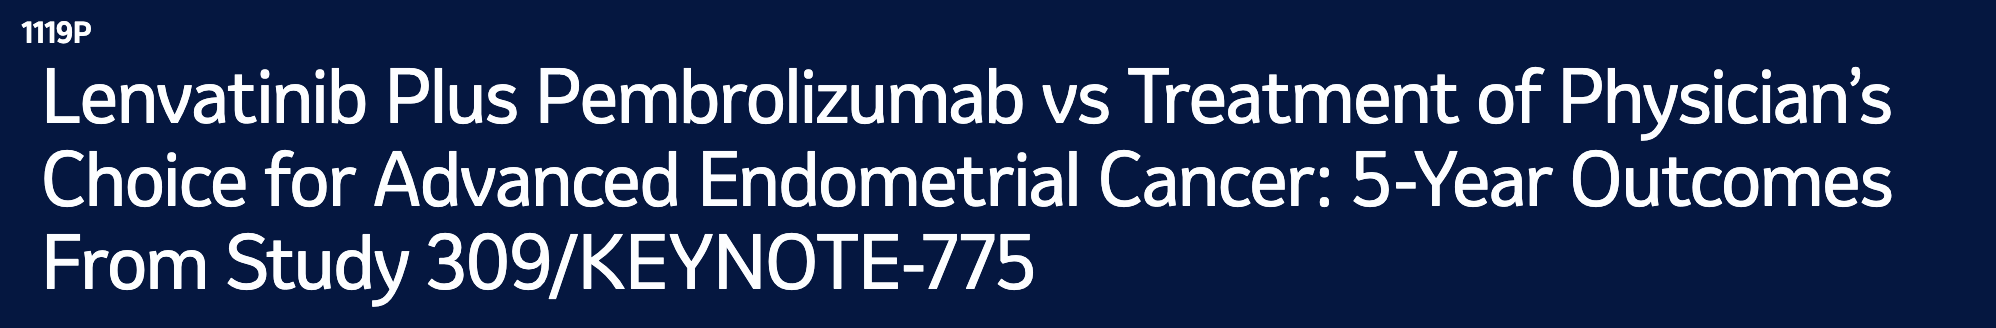 1119P
Lenvatinib Plus Pembrolizumab vs Treatment of Physician’s
Choice for Advanced Endometrial Cancer: 5-Year Outcomes
From Study 309/KEYNOTE-775